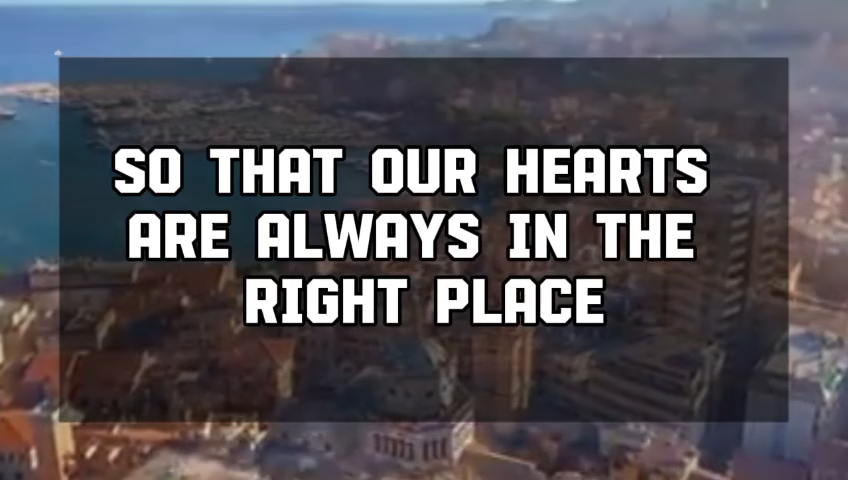 SO THAT OUR HEARTS
ARE ALWAYS IN THE
RIGHT PLACE